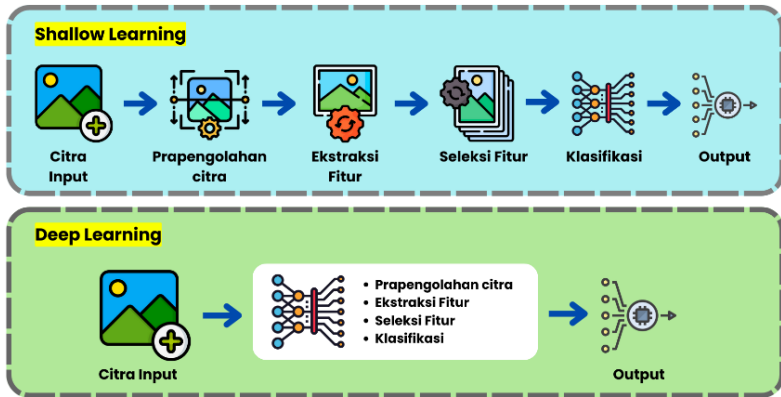 Shallow Learning
Citra
Input
Prapengolahan
citra
Ekstraksi
Fitur
Seleksi Fitur
Klasifikasi
Output
Deep Learning
Citra Input
• Prapengolahan citra
• Ekstraksi Fitur
• Seleksi Fitur
• Klasifikasi
Output